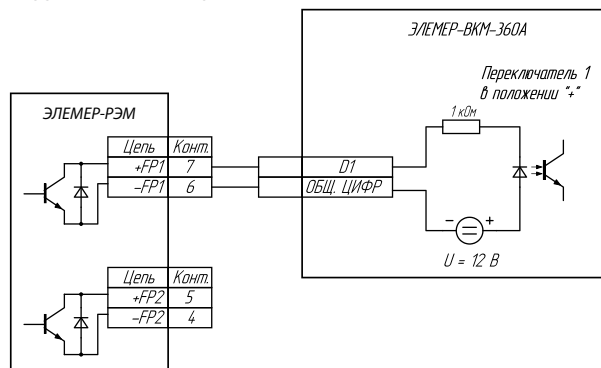 ЭЛЕМЕР-ВКМ-360А
Переключатель 1
в положении "+"
1 кОм
ЭЛЕМЕР-РЭМ
Цепь Конт.
+FP1 7
-FP1 6
D1
ОБЩ. ЦИФР
- +
U = 12 В
Цепь Конт.
+FP2 5
-FP2 4